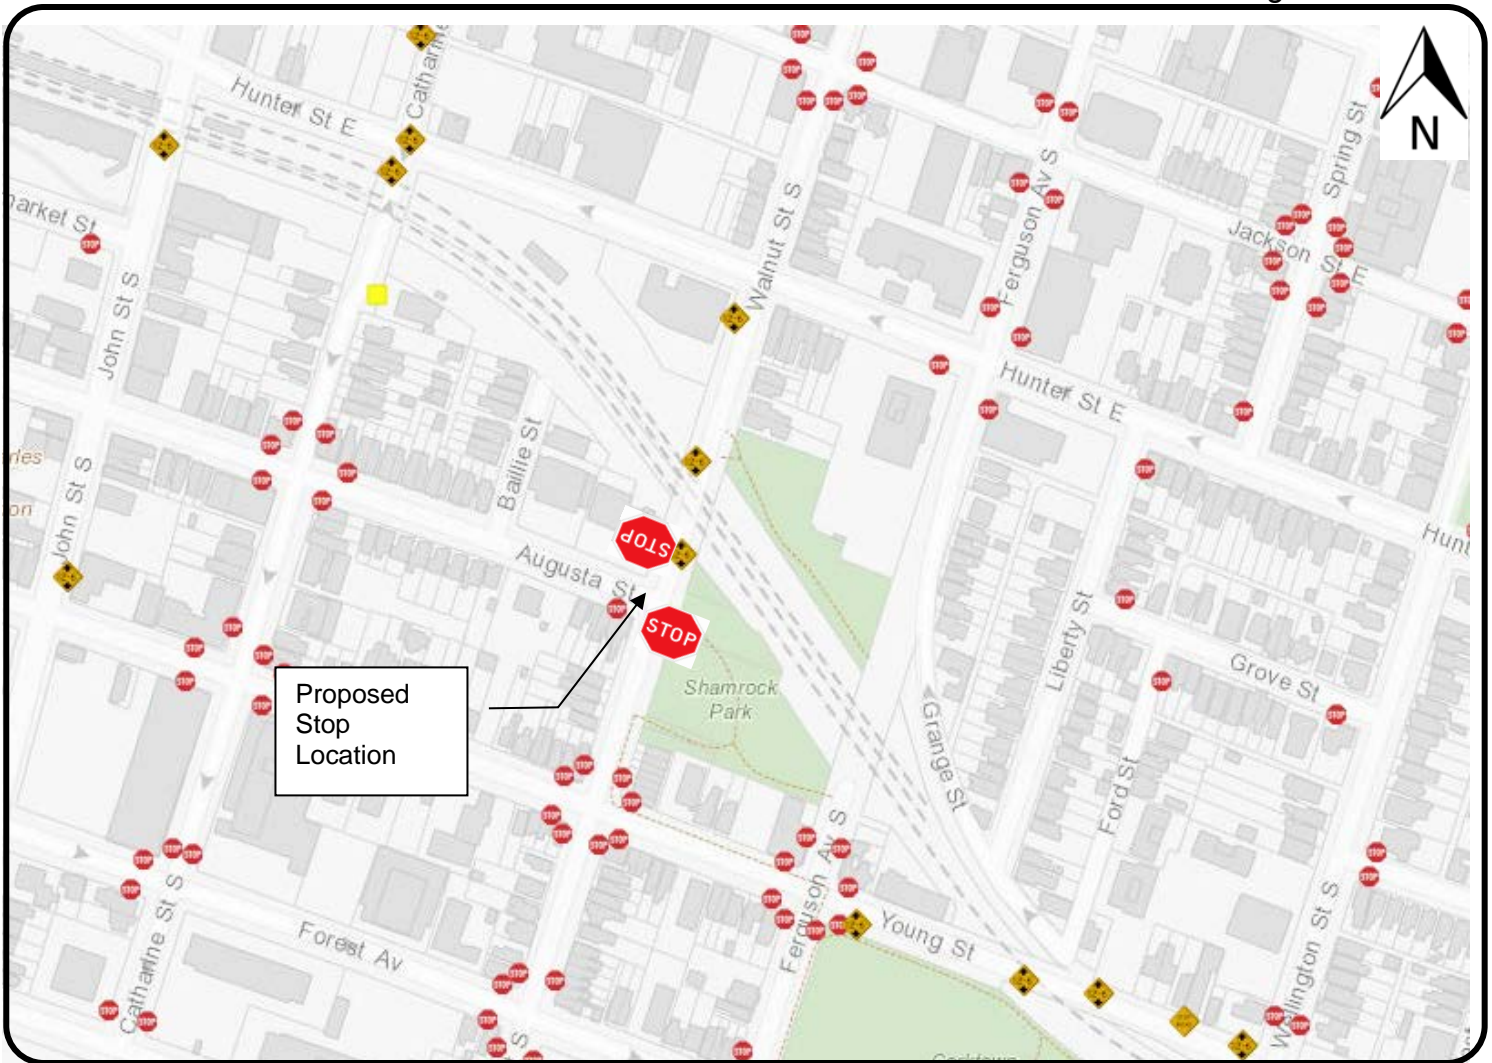 g
N
Catharine
Hunter St E
Spring St
Ferguson Av S
Walnut St S
Jackson St E
market St
John St S
Hunter St E
Baillie St
John St S
Hunt
Augusta St
STOP
STOP
Proposed
Stop
Location
Shamrock
Park
Liberty St
Grove St
Grange St
Ford St
Ferguson Av S
Young St
Forest Av
Catharine St S
Wellington St S
S